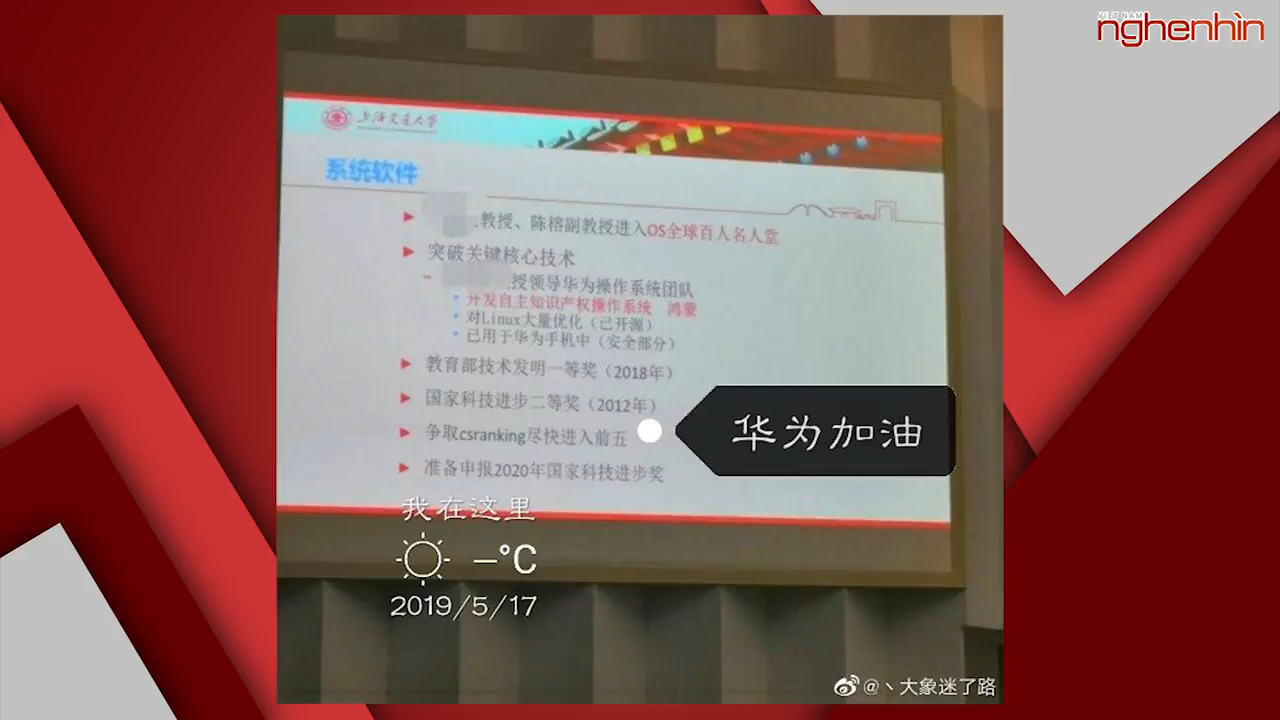 VIET NAM
nghenhìn
上海交通大学
系统软件
教授、陈榕副教授进入OS全球百人名人堂
突破关键核心技术
授领导华为操作系统团队
开发自主知识产权操作系统 鸿蒙
对Linux大量优化（已开源）
已用于华为手机中（安全部分）
教育部技术发明一等奖（2018年）
国家科技进步二等奖（2012年）
争取csranking尽快进入前五
准备申报2020年国家科技进步奖
华为加油
我在这里
—°C
2019/5/17
@丶大象迷了路